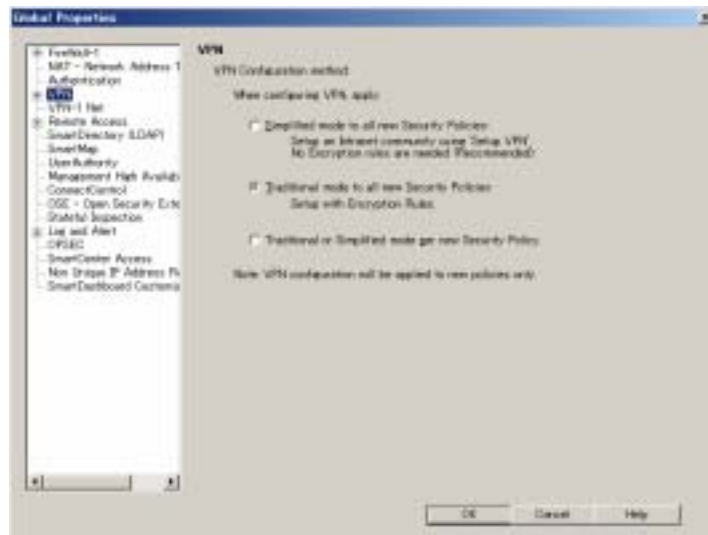 Global Properties
FireWall-1
NAT - Network Address T
Authentication
VPN
VPN-1 Net
Remote Access
SmartDirectory (LDAP)
SmartMap
UserAuthority
Management High Availabi
ConnectControl
OSE - Open Security Exte
Stateful Inspection
Log and Alert
OPSEC
SmartCenter Access
Non Unique IP Address Ra
SmartDashboard Customiz
VPN
VPN Configuration method
When configuring VPN, apply:
Simplified mode to all new Security Policies
Setup an Intranet community using 'Setup VPN'
No Encryption rules are needed (Recommended)
Traditional mode to all new Security Policies
Setup with Encryption Rules.
Traditional or Simplified mode per new Security Policy
Note: VPN configuration will be applied to new policies only.
OK
Cancel
Help